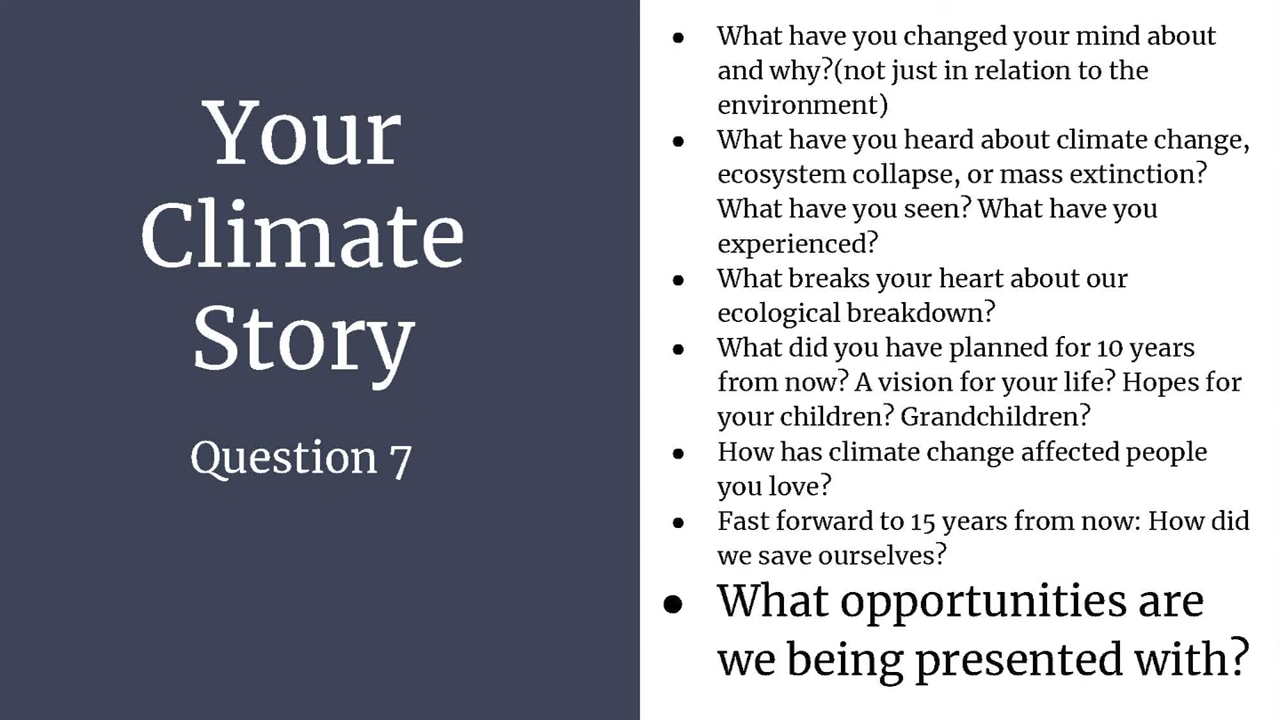 Your
Climate
Story
Question 7
● What have you changed your mind about
and why?(not just in relation to the
environment)
● What have you heard about climate change,
ecosystem collapse, or mass extinction?
What have you seen? What have you
experienced?
● What breaks your heart about our
ecological breakdown?
● What did you have planned for 10 years
from now? A vision for your life? Hopes for
your children? Grandchildren?
● How has climate change affected people
you love?
● Fast forward to 15 years from now: How did
we save ourselves?
● What opportunities are
we being presented with?